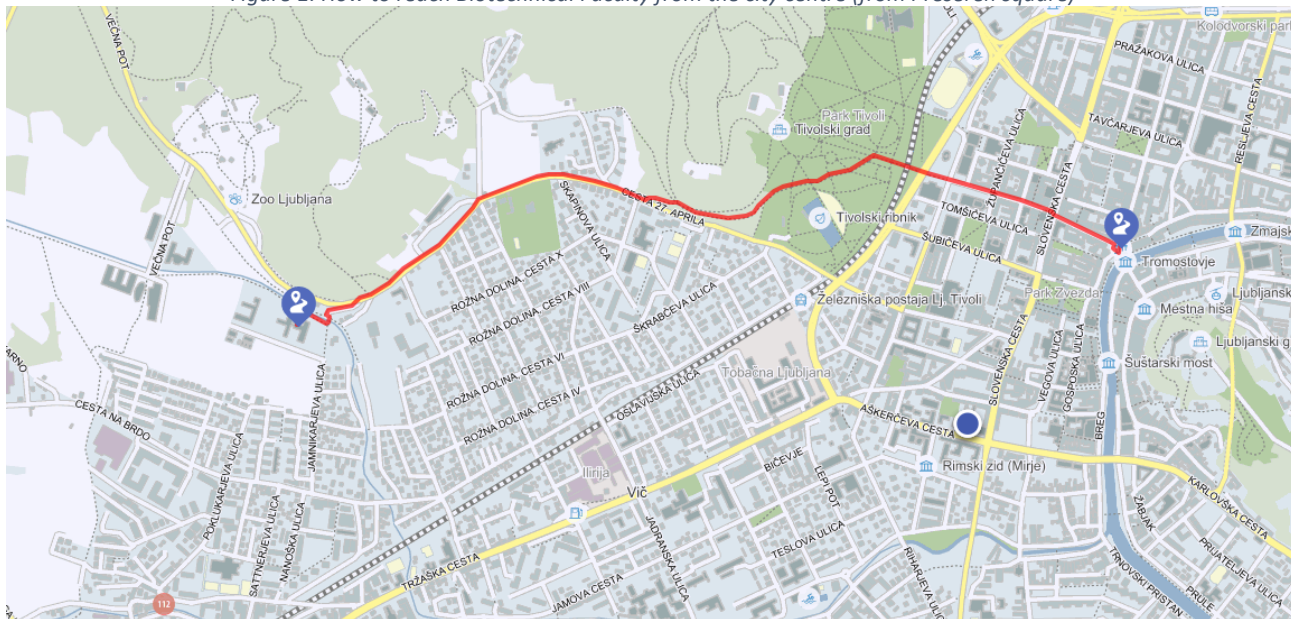 VEČNA POT
Kolodvorski park
PRAŽAKOVA ULICA
TAVČARJEVA ULICA
RESLJEVA CESTA
Park Tivoli
Tivolski grad
ŽUPANČIČEVA ULICA
SLOVENSKA CESTA
Zoo Ljubljana
ŠKAPINOVA ULICA
CESTA 27. APRILA
TOMŠIČEVA ULICA
Tivolski ribnik
ŠUBIČEVA ULICA
Zmajsk
Tromostovje
VEČNA POT
ROŽNA DOLINA, CESTA X
ROŽNA DOLINA, CESTA VIII
ŠKRABČEVA ULICA
Železniška postaja Lj. Tivoli
Park Zvezda
Ljubljansk
Mestna hiša
Ljubljanski g
ROŽNA DOLINA, CESTA VI
ROŽNA DOLINA, CESTA IV
OSLAVIJSKA ULICA
Tobačna Ljubljana
SLOVENSKA CESTA
VEGOVA ULICA
GOSPOSKA ULICA
Šuštarski most
BREG
CESTA NA BRDO
JAMNIKARJEVA ULICA
AŠKERČEVA CESTA
Rimski zid (Mirje)
POKLUKARJEVA ULICA
SATTNERJEVA ULICA
NANOŠKA ULICA
Ilirija
Vič
BIČEVJE
LEPI POT
KARLOVŠKA CESTA
ŽABJAK
TRŽAŠKA CESTA
JADRANSKA ULICA
TESLOVA ULICA
JAMOVA CESTA
RIHARJEVA ULICA
TRNOVSKI PRISTAN
PRULE
PRIJATELJEVA ULICA
112